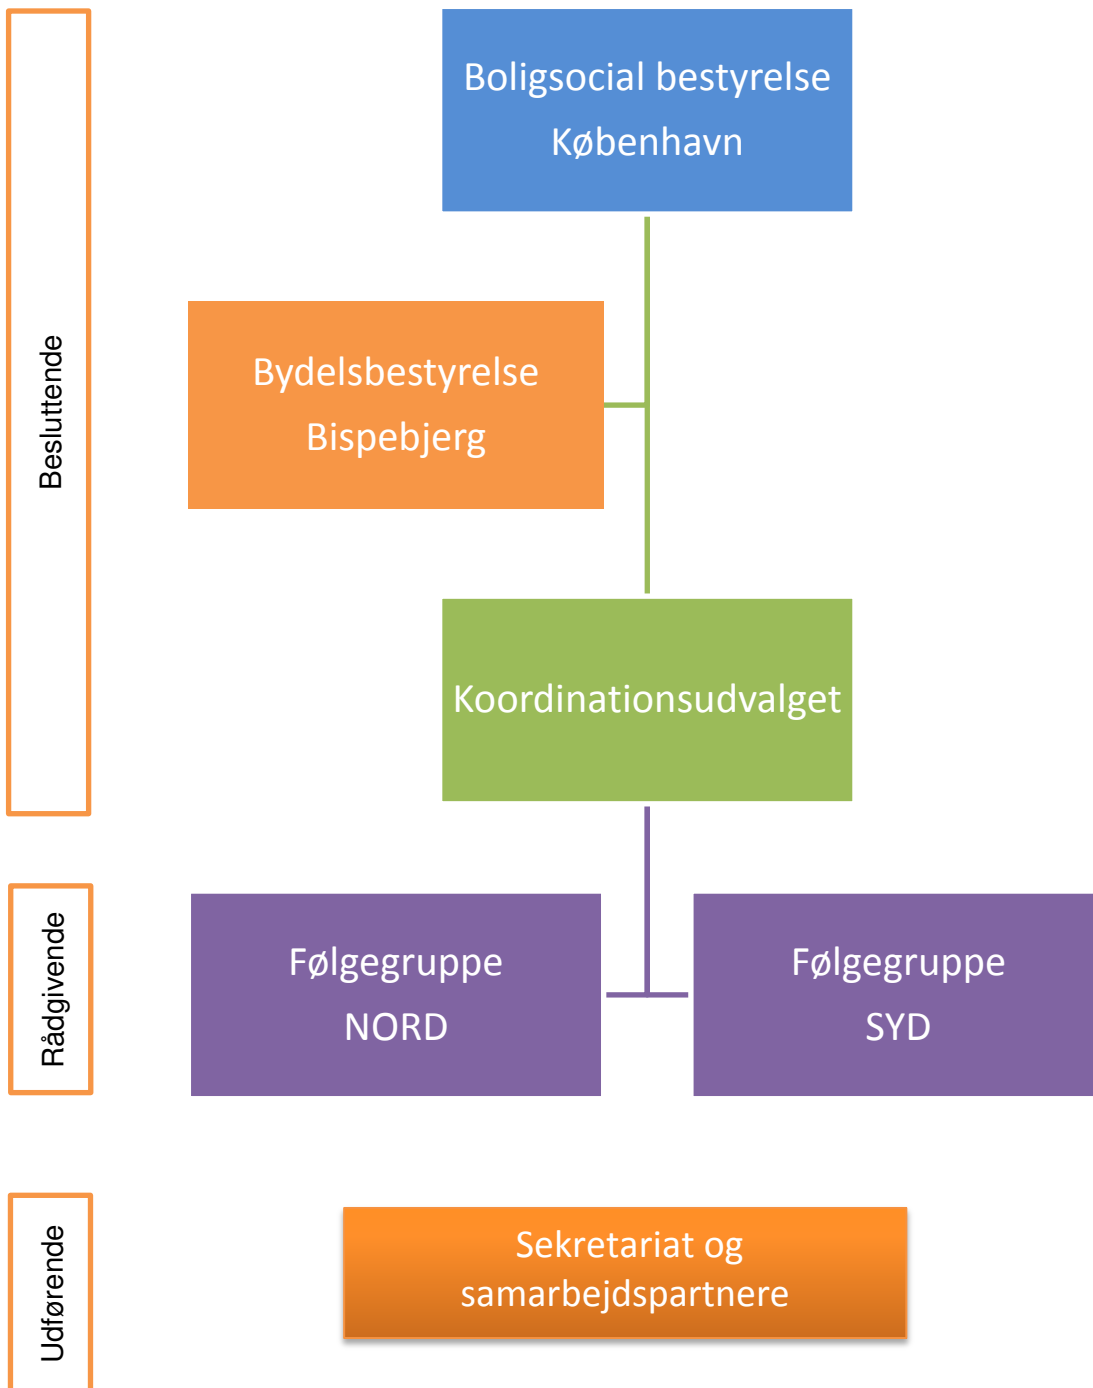 Besluttende
Boligsocial bestyrelse
København
Bydelsbestyrelse
Bispebjerg
Koordinationsudvalget
Rådgivende
Følgegruppe
NORD
Følgegruppe
SYD
Udførende
Sekretariat og
samarbejdspartnere